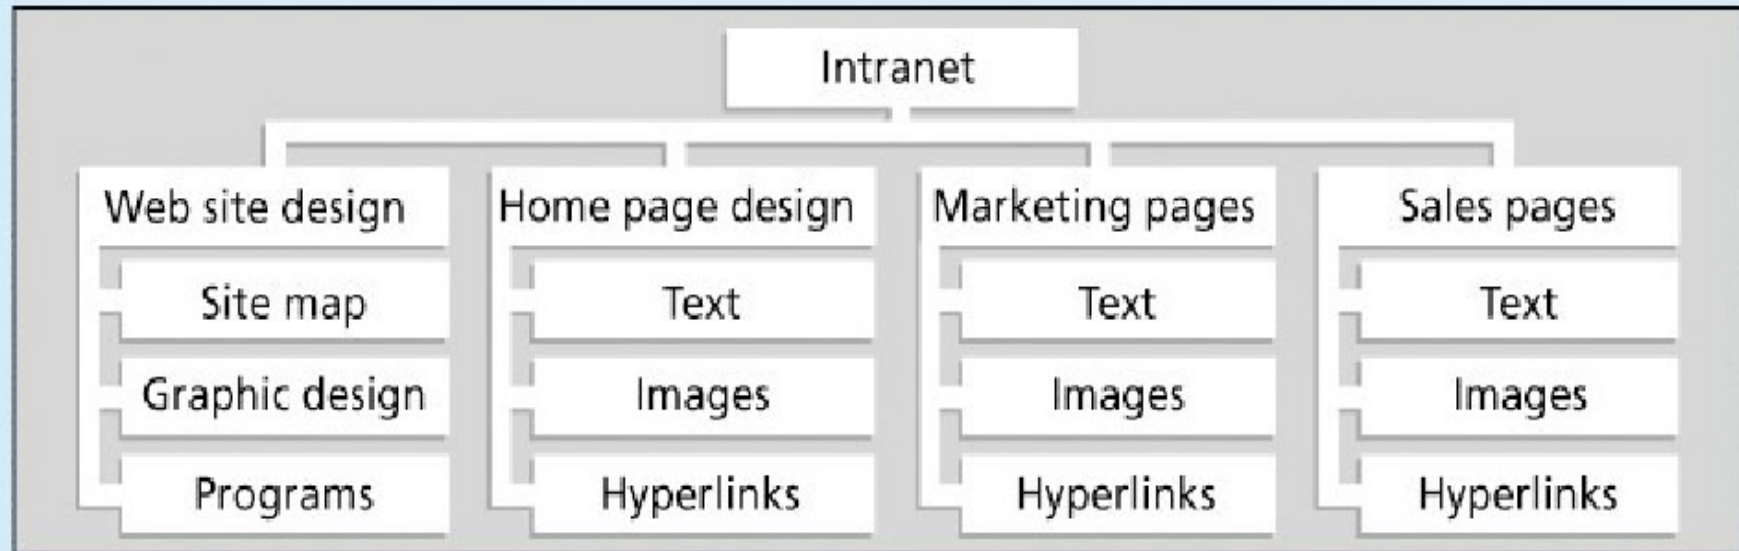 Intranet
Web site design
Site map
Graphic design
Programs
Home page design
Text
Images
Hyperlinks
Marketing pages
Text
Images
Hyperlinks
Sales pages
Text
Images
Hyperlinks